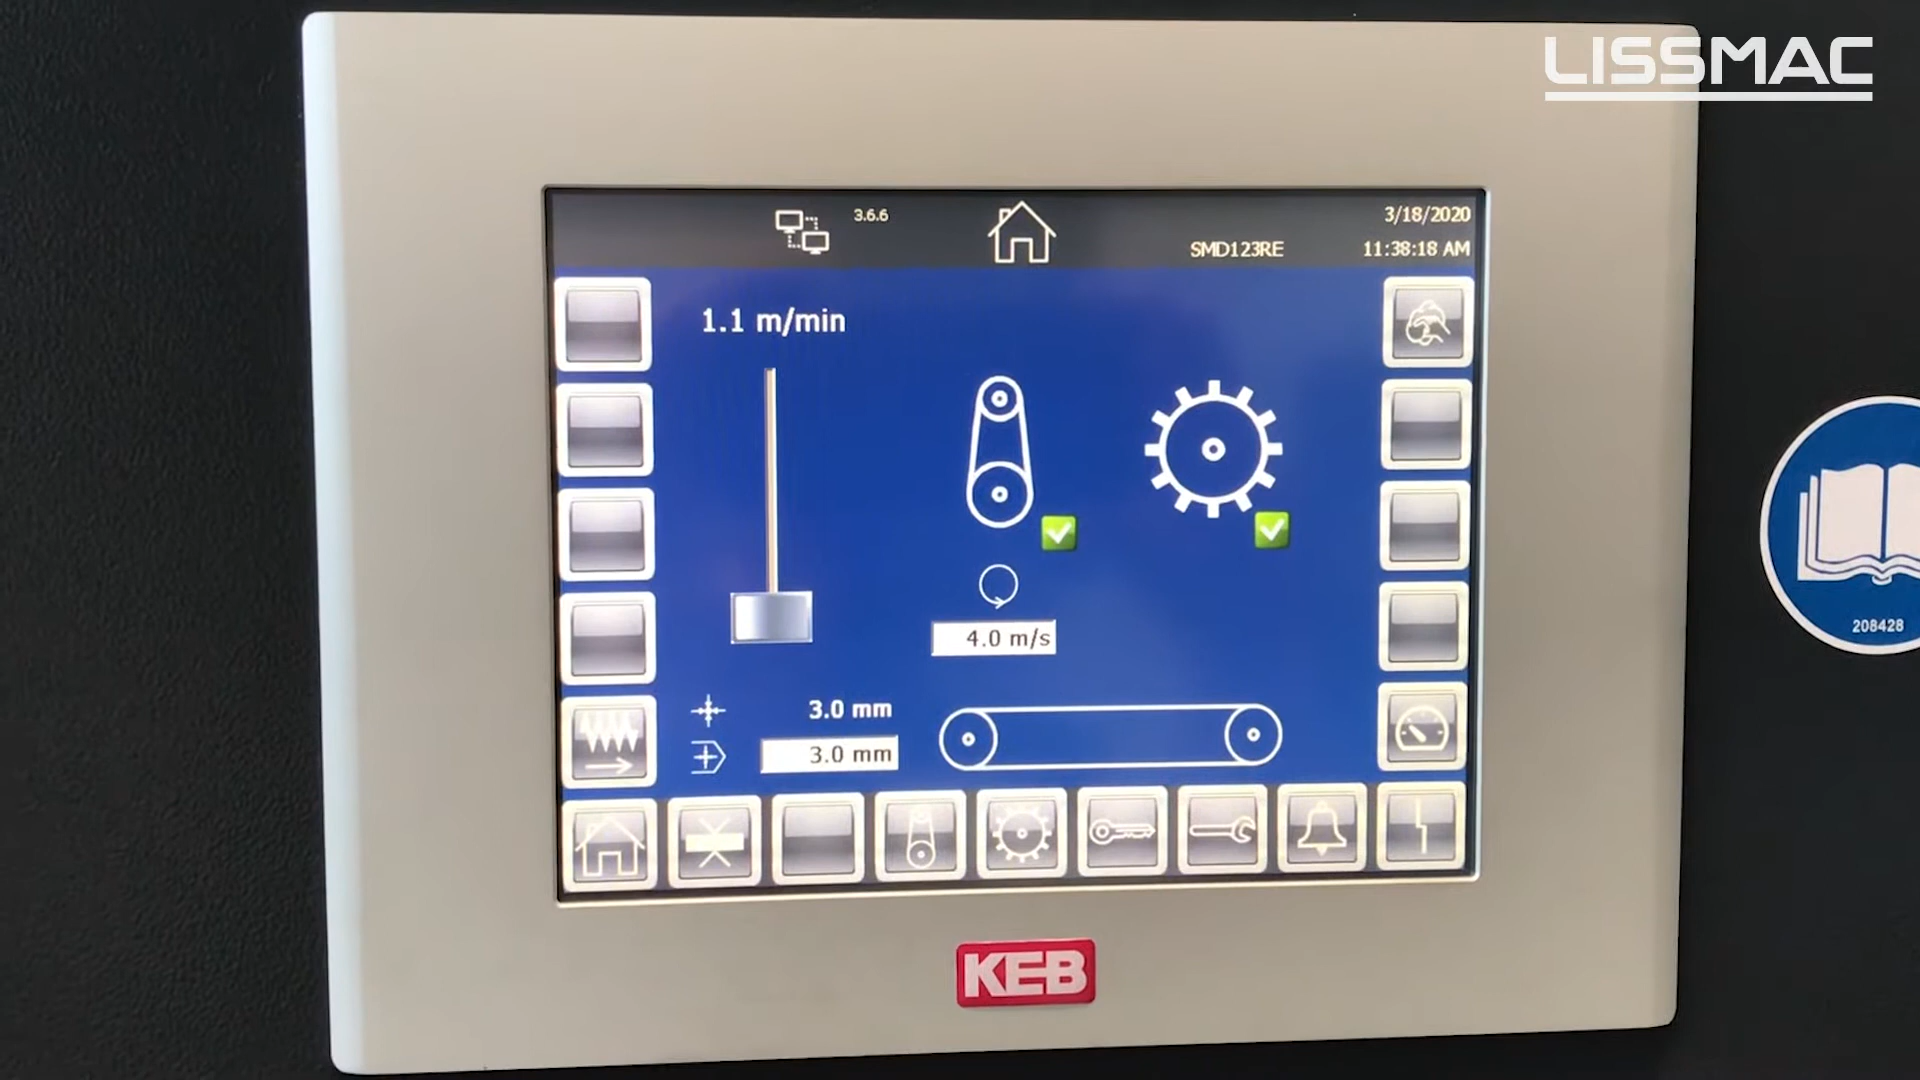 LISSMAC
3.6.6
3/18/2020
SMD123RE
11:38:18 AM
1.1 m/min
4.0 m/s
3.0 mm
3.0 mm
208428
KEB